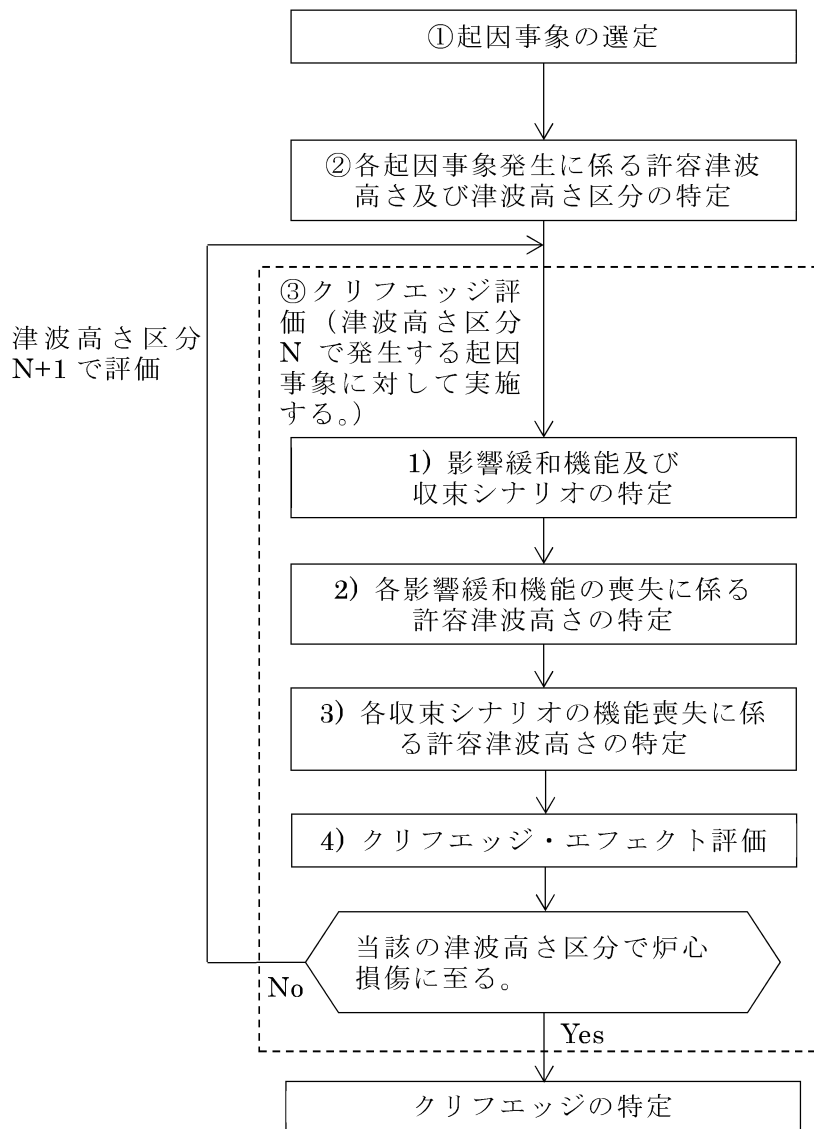 ①起因事象の選定
②各起因事象発生に係る許容津波
高さ及び津波高さ区分の特定
③クリフエッジ評
価（津波高さ区分
N で発生する起因
事象に対して実施
する。）
津波高さ区分
N+1 で評価
1) 影響緩和機能及び
収束シナリオの特定
2) 各影響緩和機能の喪失に係る
許容津波高さの特定
3) 各収束シナリオの機能喪失に係
る許容津波高さの特定
4) クリフエッジ・エフェクト評価
当該の津波高さ区分で炉心
損傷に至る。
No
Yes
クリフエッジの特定